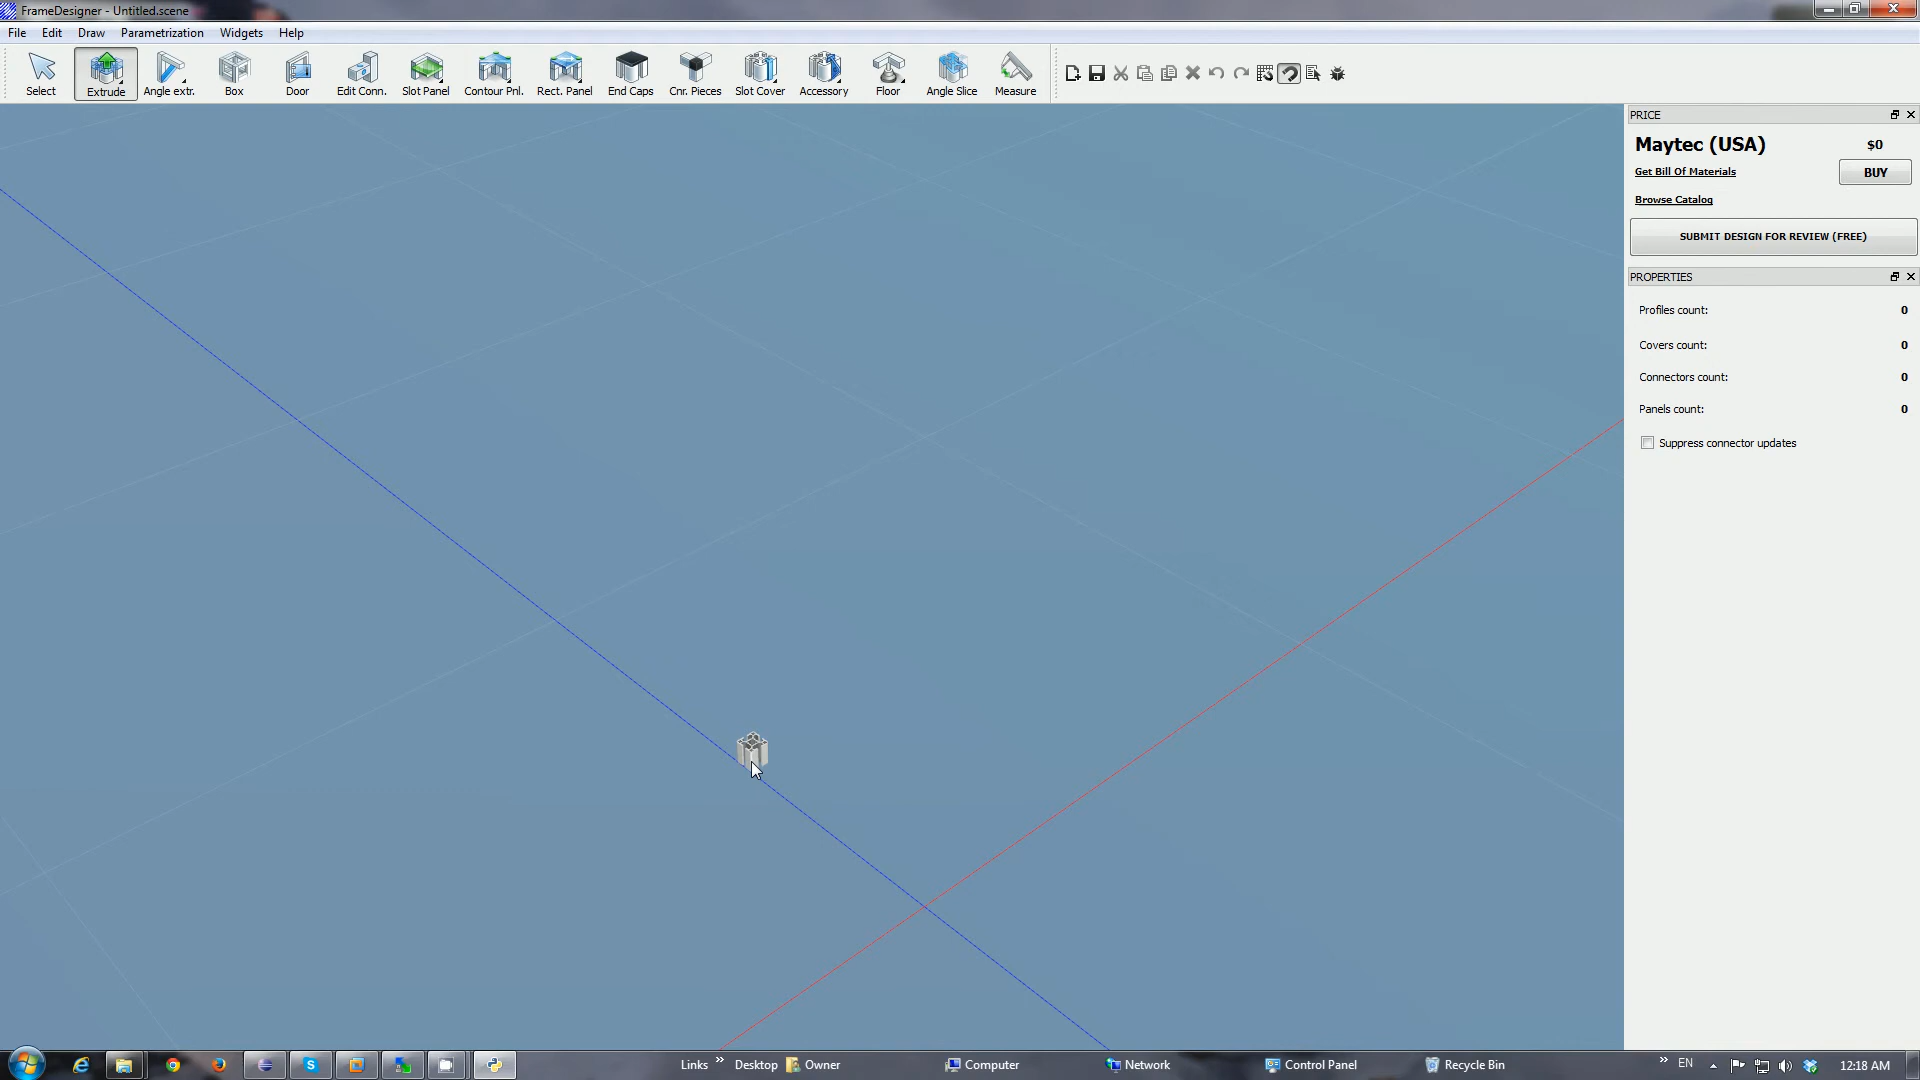 FrameDesigner - Untitled.scene
File Edit Draw Parametrization Widgets Help
Select Extrude Angle extr. Box Door Edit Conn. Slot Panel Contour Pnl. Rect. Panel End Caps Cnr. Pieces Slot Cover Accessory Floor Angle Slice Measure
PRICE
Maytec (USA) $0
Get Bill Of Materials BUY
Browse Catalog
SUBMIT DESIGN FOR REVIEW (FREE)
PROPERTIES
Profiles count: 0
Covers count: 0
Connectors count: 0
Panels count: 0
Suppress connector updates
Links » Desktop Owner Computer Network Control Panel Recycle Bin » EN 12:18 AM